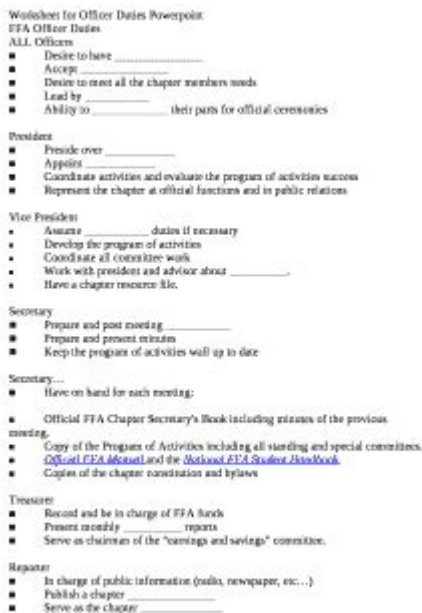 Worksheet for Officer Duties Powerpoint
FFA Officer Duties
ALL Officers
■ Desire to have _______________
■ Accept _______________
■ Desire to meet all the chapter members needs
■ Lead by ___________
■ Ability to _____________ their parts for official ceremonies
President
■ Preside over ____________
■ Appoint _____________
■ Coordinate activities and evaluate the program of activities success
■ Represent the chapter at official functions and in public relations
Vice President
▪ Assume ___________ duties if necessary
▪ Develop the program of activities
▪ Coordinate all committee work
▪ Work with president and advisor about __________.
▪ Have a chapter resource file.
Secretary
■ Prepare and post meeting ___________
■ Prepare and present minutes
■ Keep the program of activities wall up to date
Secretary…
■ Have on hand for each meeting:
▪ Official FFA Chapter Secretary's Book including minutes of the previous
meeting.
▪ Copy of the Program of Activities including all standing and special committees.
▪ Official FFA Manual and the National FFA Student Handbook
▪ Copies of the chapter constitution and bylaws
Treasurer
■ Record and be in charge of FFA funds
■ Present monthly __________ reports
■ Serve as chairman of the "earnings and savings" committee.
Reporter
■ In charge of public information (radio, newspaper, etc…)
■ Publish a chapter ______________
■ Serve as the chapter ______________